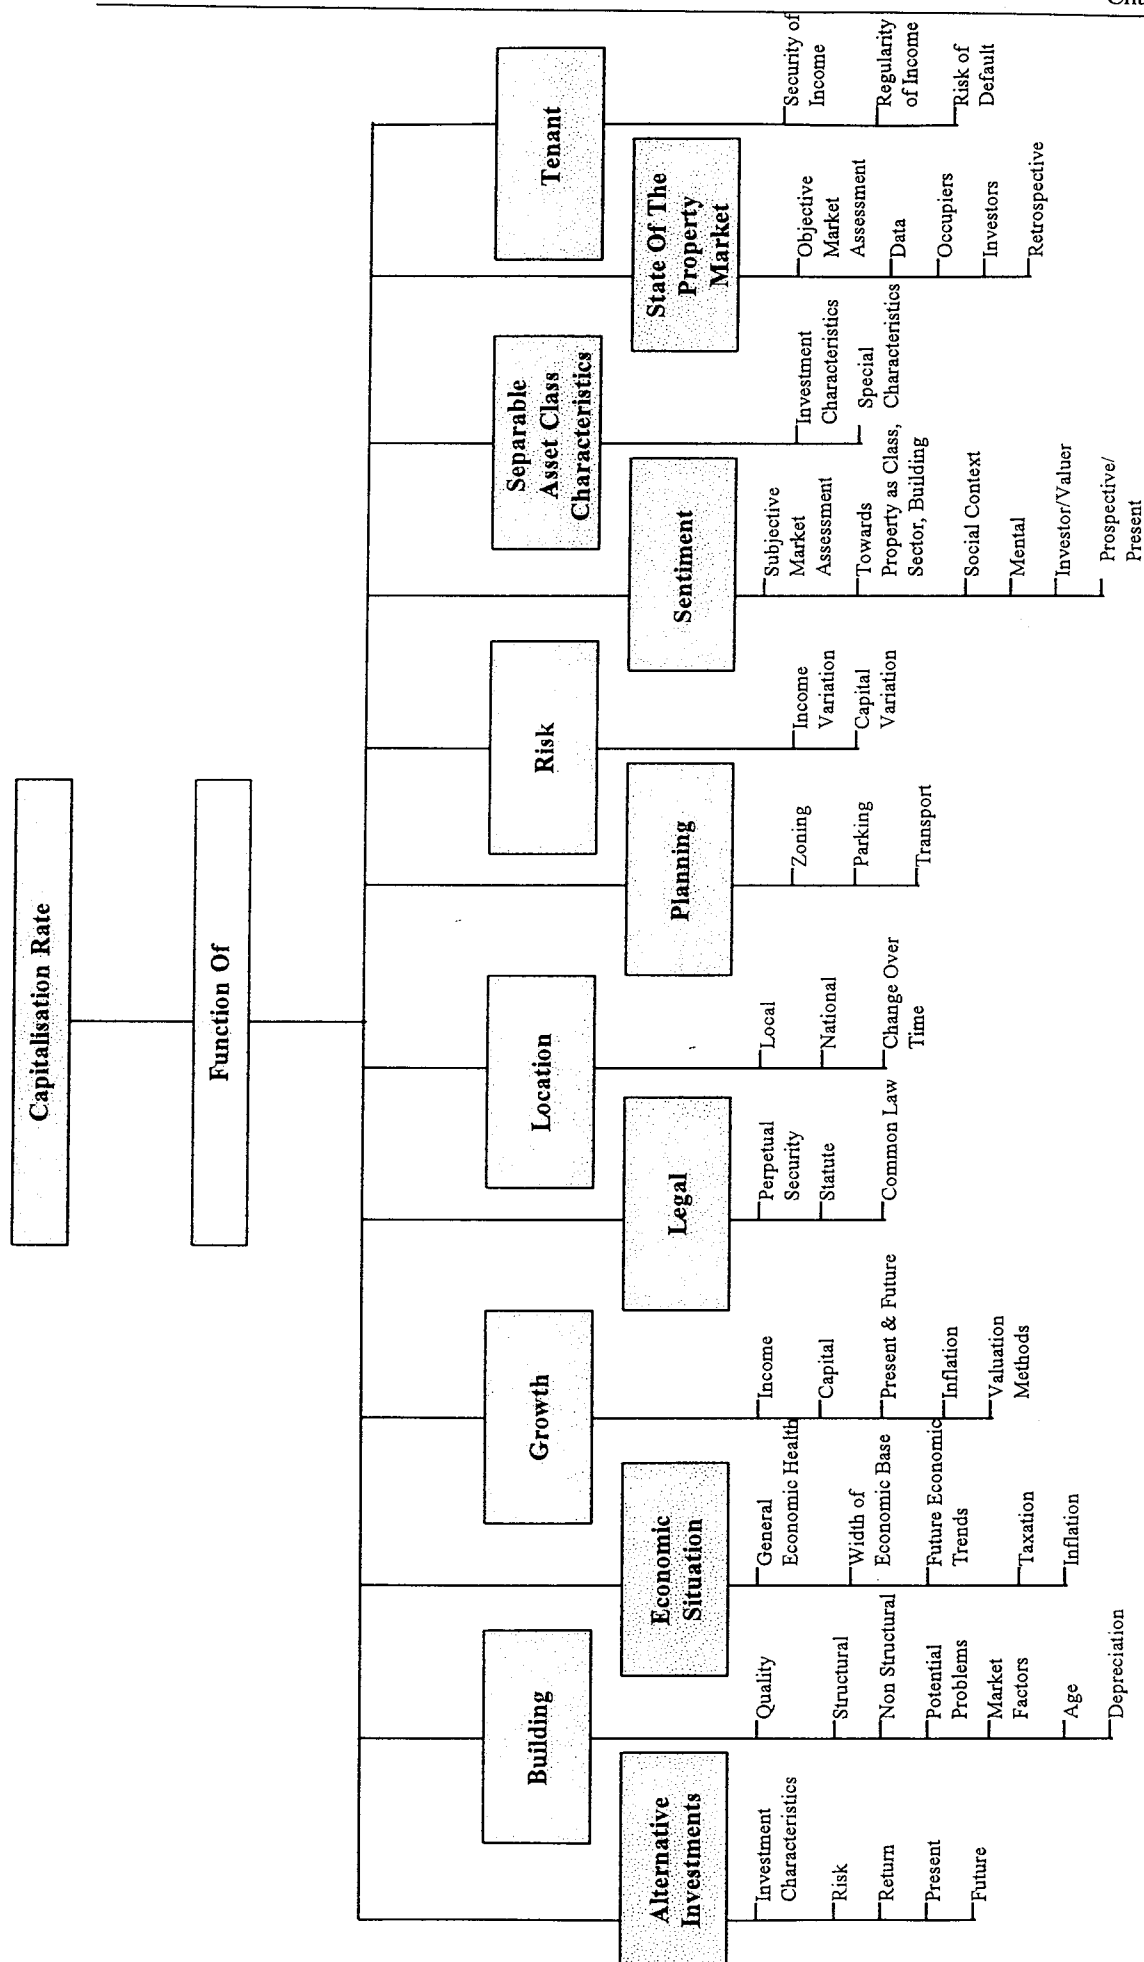 Capitalisation Rate
Function Of
Alternative
Investments
Investment
Characteristics
Risk
Return
Present
Future
Building
Quality
Structural
Non Structural
Potential
Problems
Market
Factors
Age
Depreciation
Economic
Situation
General
Economic Health
Width of
Economic Base
Future Economic
Trends
Taxation
Inflation
Growth
Income
Capital
Present & Future
Inflation
Valuation
Methods
Legal
Perpetual
Security
Statute
Common Law
Location
Local
National
Change Over
Time
Planning
Zoning
Parking
Transport
Risk
Income
Variation
Capital
Variation
Sentiment
Subjective
Market
Assessment
Towards
Property as Class,
Sector, Building
Social Context
Mental
Investor/Valuer
Prospective/
Present
Separable
Asset Class
Characteristics
Investment
Characteristics
Special
Characteristics
State Of The
Property
Market
Objective
Market
Assessment
Data
Occupiers
Investors
Retrospective
Tenant
Security of
Income
Regularity
of Income
Risk of
Default